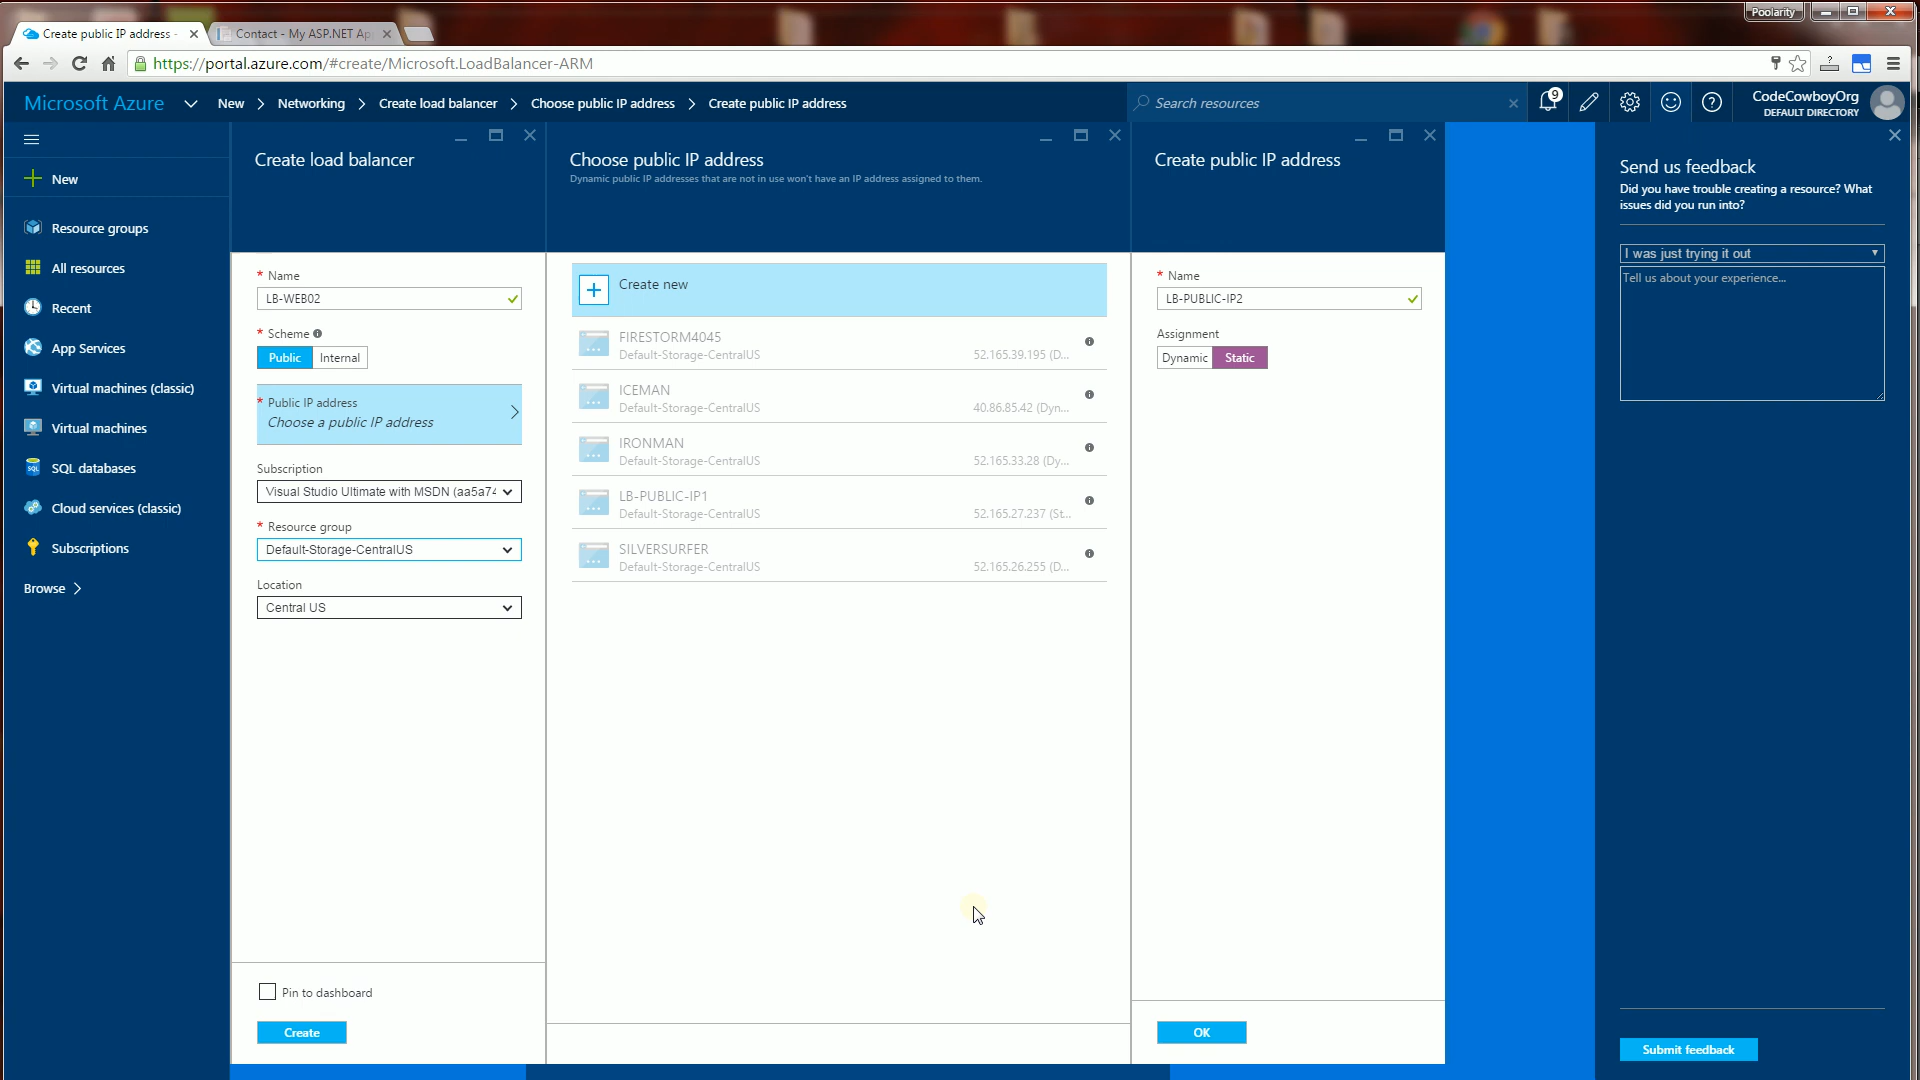 Poolarity
Create public IP address -
Contact - My ASP.NET Ap
https://portal.azure.com/#create/Microsoft.LoadBalancer-ARM
Microsoft Azure
New > Networking > Create load balancer > Choose public IP address > Create public IP address
Search resources
9
CodeCowboyOrg
DEFAULT DIRECTORY
New
Resource groups
All resources
Recent
App Services
Virtual machines (classic)
Virtual machines
SQL databases
Cloud services (classic)
Subscriptions
Browse >
Create load balancer
* Name
LB-WEB02
* Scheme
Public Internal
* Public IP address
Choose a public IP address
Subscription
Visual Studio Ultimate with MSDN (aa5a74
* Resource group
Default-Storage-CentralUS
Location
Central US
Pin to dashboard
Create
Choose public IP address
Dynamic public IP addresses that are not in use won't have an IP address assigned to them.
Create new
FIRESTORM4045
Default-Storage-CentralUS 52.165.39.195 (D...
ICEMAN
Default-Storage-CentralUS 40.86.85.42 (Dyn...
IRONMAN
Default-Storage-CentralUS 52.165.33.28 (Dy...
LB-PUBLIC-IP1
Default-Storage-CentralUS 52.165.27.237 (St...
SILVERSURFER
Default-Storage-CentralUS 52.165.26.255 (D...
Create public IP address
* Name
LB-PUBLIC-IP2
Assignment
Dynamic Static
OK
Send us feedback
Did you have trouble creating a resource? What
issues did you run into?
I was just trying it out
Tell us about your experience...
Submit feedback